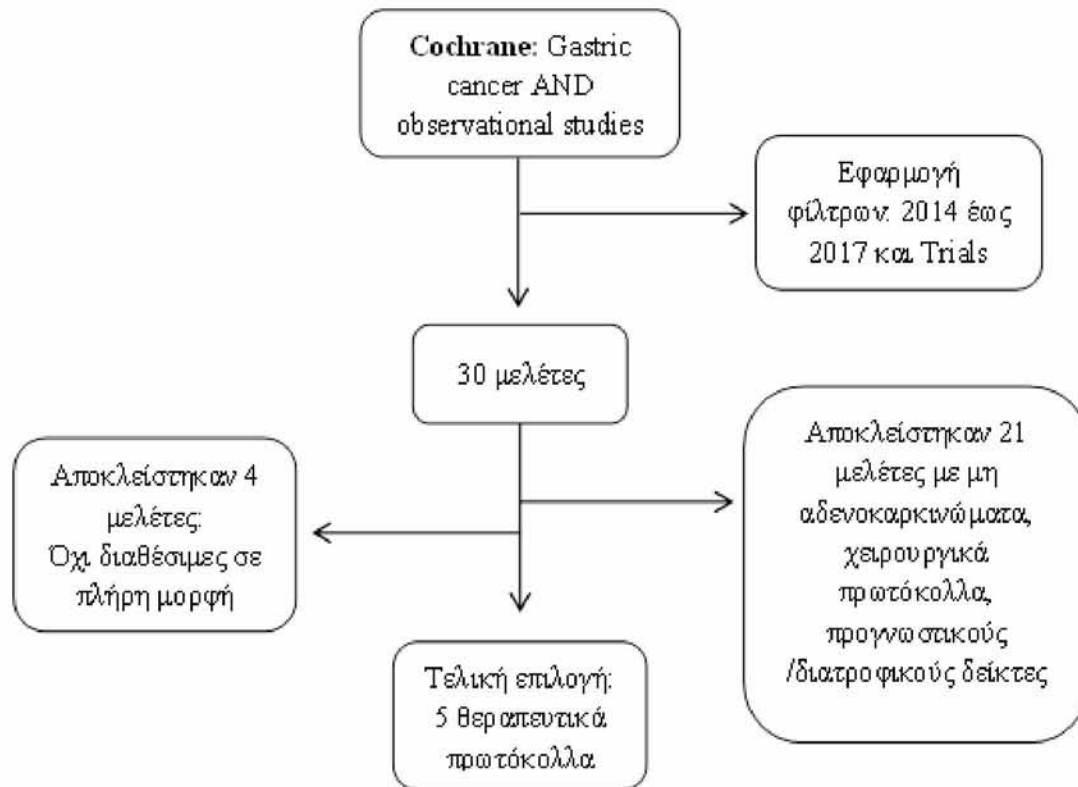 Cochrane: Gastric
cancer AND
observational studies
Εφαρμογή
φίλτρων: 2014 έως
2017 και Trials
30 μελέτες
Αποκλείστηκαν 4
μελέτες:
Όχι διαθέσιμες σε
πλήρη μορφή
Αποκλείστηκαν 21
μελέτες με μη
αδενοκαρκινώματα,
χειρουργικά
πρωτόκολλα,
προγνωστικούς
/διατροφικούς δείκτες
Τελική επιλογή:
5 θεραπευτικά
πρωτόκολλα